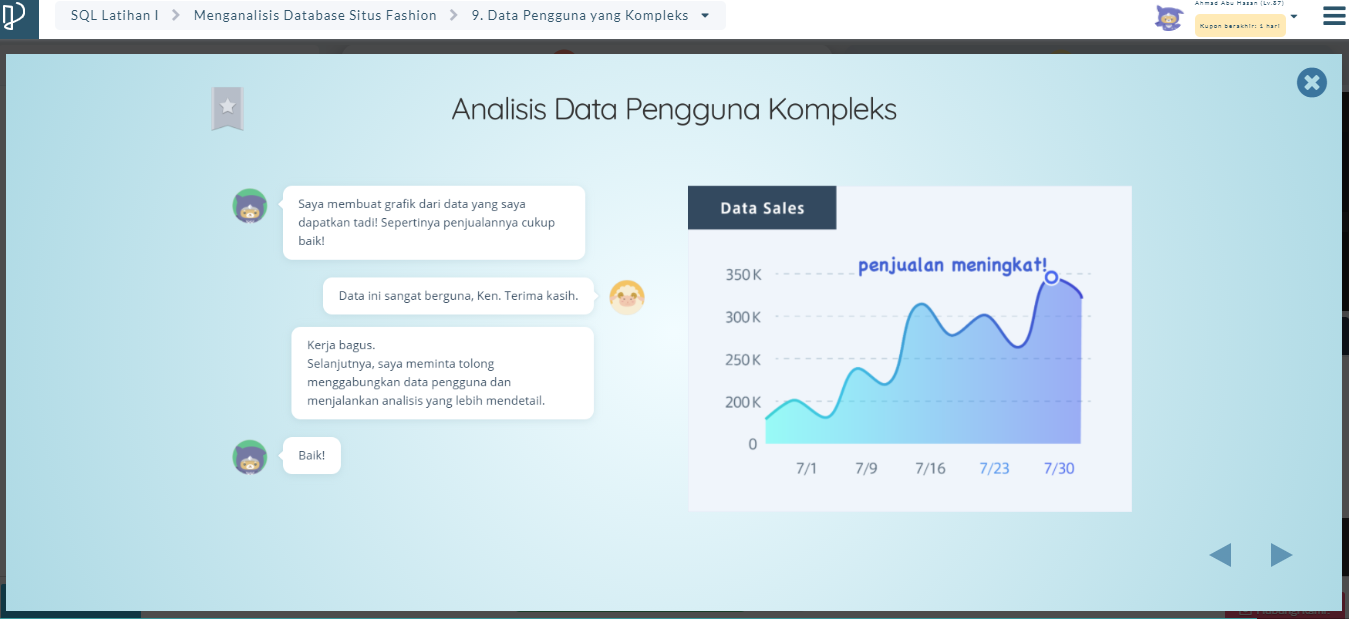 SQL Latihan I
Menganalisis Database Situs Fashion
9. Data Pengguna yang Kompleks
Ahmad Abu Hasan (Lv.87)
Kupon berakhir: 1 hari
Analisis Data Pengguna Kompleks
Saya membuat grafik dari data yang saya
dapatkan tadi! Sepertinya penjualannya cukup
baik!
Data ini sangat berguna, Ken. Terima kasih.
Kerja bagus.
Selanjutnya, saya meminta tolong
menggabungkan data pengguna dan
menjalankan analisis yang lebih mendetail.
Baik!
Data Sales
penjualan meningkat!
350 K
300 K
250 K
200 K
0
7/1 7/9 7/16 7/23 7/30